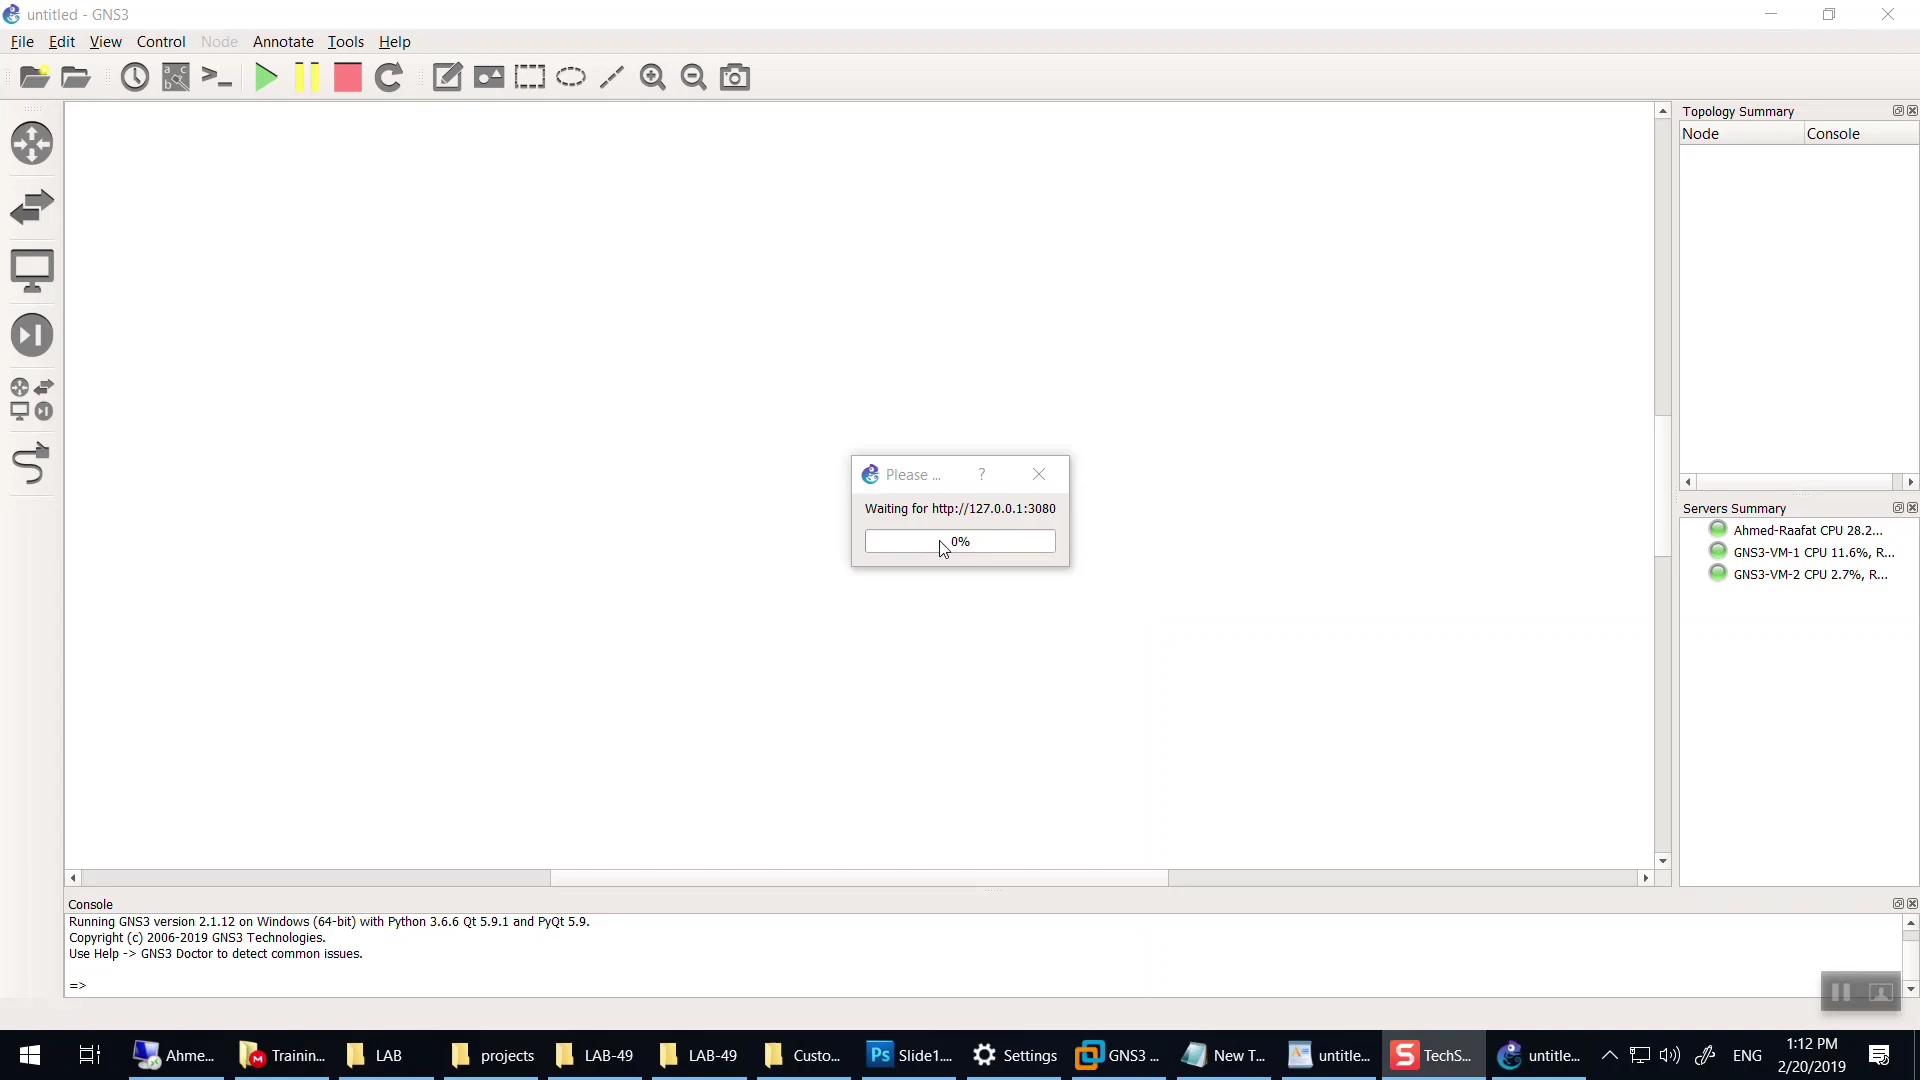 untitled - GNS3
File Edit View Control Node Annotate Tools Help
Topology Summary
Node Console
Please ... ?
Waiting for http://127.0.0.1:3080
0%
Servers Summary
Ahmed-Raafat CPU 28.2...
GNS3-VM-1 CPU 11.6%, R...
GNS3-VM-2 CPU 2.7%, R...
Console
Running GNS3 version 2.1.12 on Windows (64-bit) with Python 3.6.6 Qt 5.9.1 and PyQt 5.9.
Copyright (c) 2006-2019 GNS3 Technologies.
Use Help -> GNS3 Doctor to detect common issues.
=>
Ahme... Trainin... LAB projects LAB-49 LAB-49 Custo... Ps Slide1.... Settings GNS3 ... New T... untitle... S TechS... untitle... ENG
1:12 PM
2/20/2019